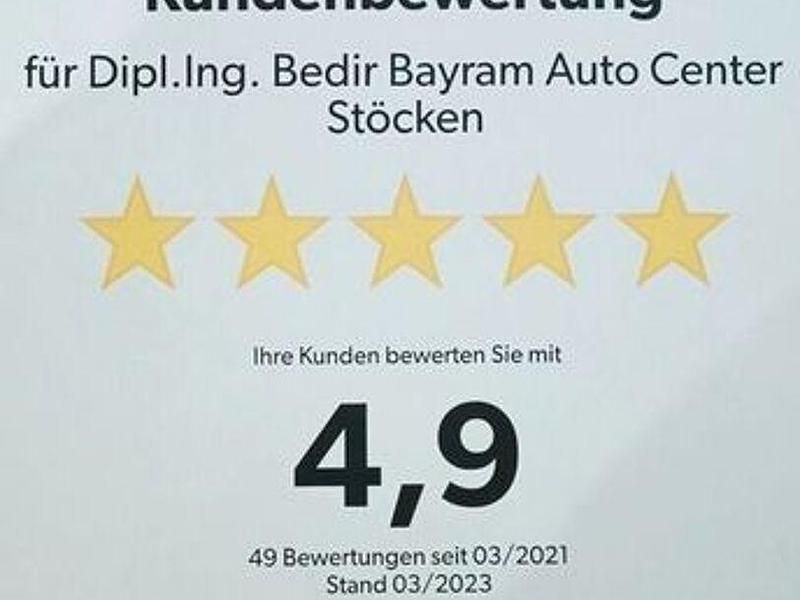 Kundenbewertung
für Dipl.Ing. Bedir Bayram Auto Center
Stöcken
Ihre Kunden bewerten Sie mit
4,9
49 Bewertungen seit 03/2021
Stand 03/2023